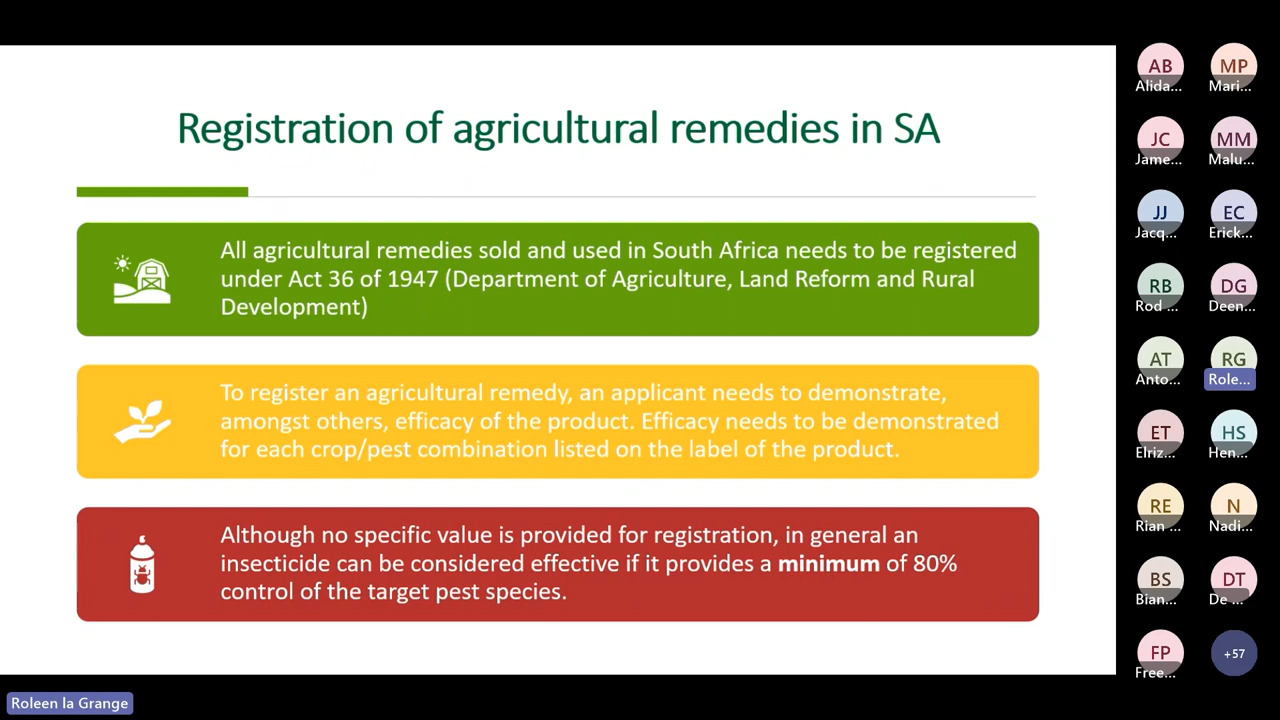 Registration of agricultural remedies in SA
All agricultural remedies sold and used in South Africa needs to be registered
under Act 36 of 1947 (Department of Agriculture, Land Reform and Rural
Development)
To register an agricultural remedy, an applicant needs to demonstrate,
amongst others, efficacy of the product. Efficacy needs to be demonstrated
for each crop/pest combination listed on the label of the product.
Although no specific value is provided for registration, in general an
insecticide can be considered effective if it provides a minimum of 80%
control of the target pest species.
AB MP
Alida... Mari...
JC MM
Jame... Malu...
JJ EC
Jacq... Erick...
RB DG
Rod ... Deen...
AT RG
Anto... Role...
ET HS
Elriz... Hen...
RE N
Rian ... Nadi...
BS DT
Bian... De ...
FP +57
Free...
Roleen la Grange